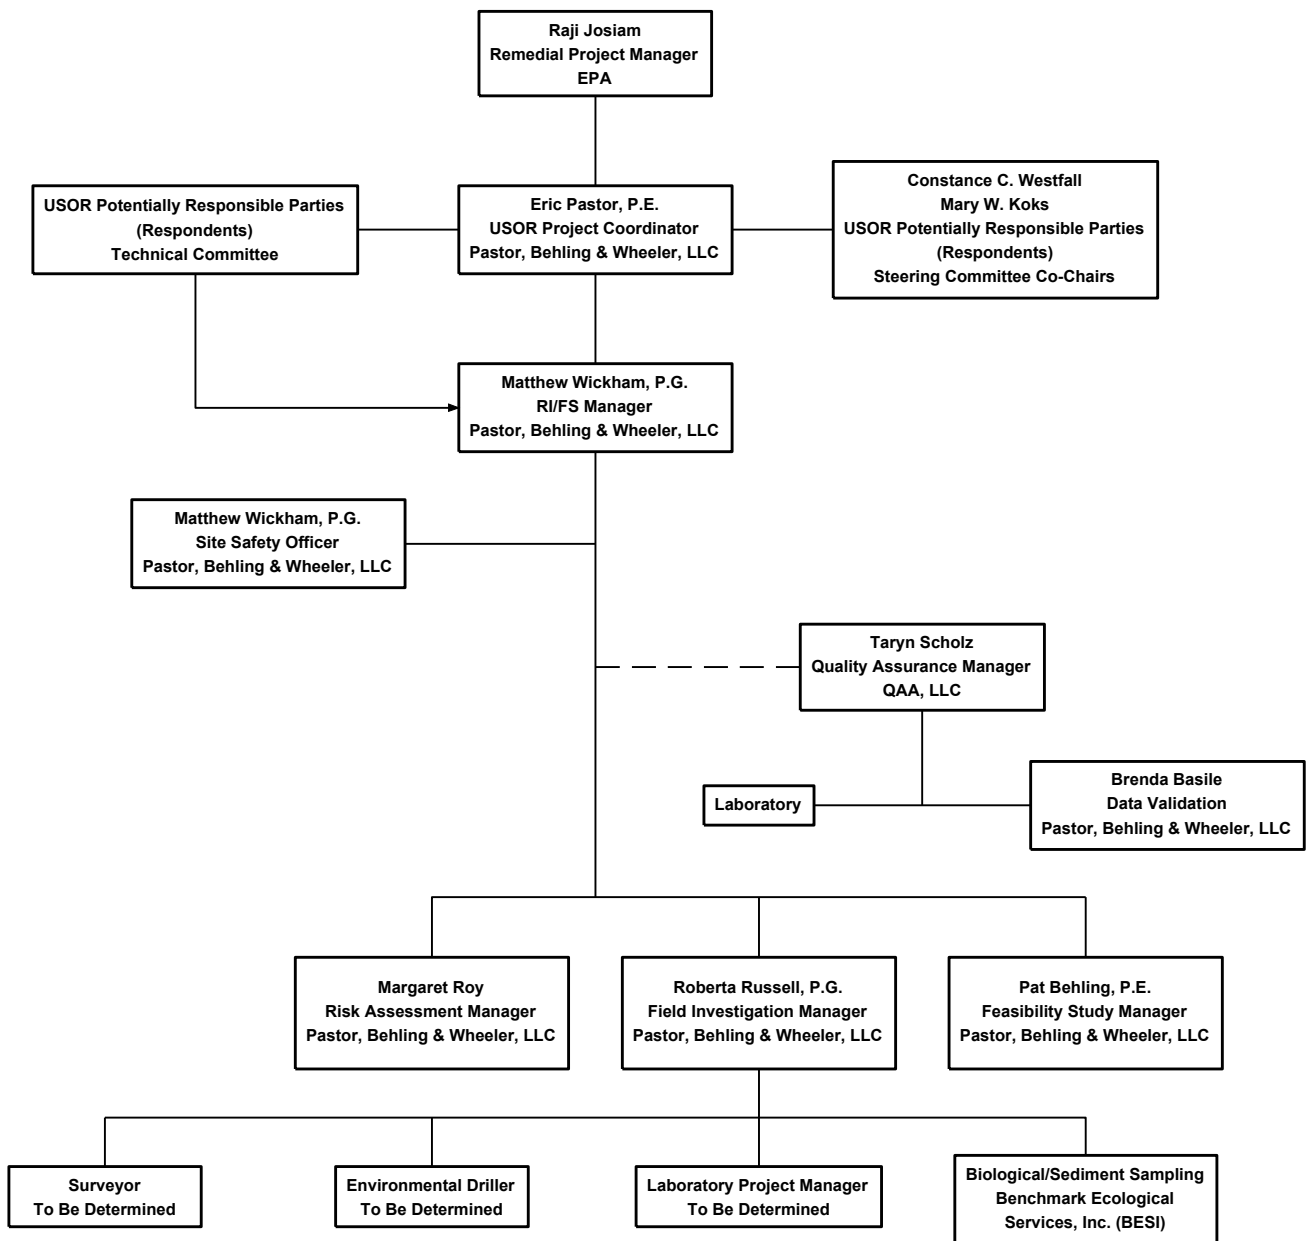 Raji Josiam
Remedial Project Manager
EPA
USOR Potentially Responsible Parties
(Respondents)
Technical Committee
Eric Pastor, P.E.
USOR Project Coordinator
Pastor, Behling & Wheeler, LLC
Constance C. Westfall
Mary W. Koks
USOR Potentially Responsible Parties
(Respondents)
Steering Committee Co-Chairs
Matthew Wickham, P.G.
RI/FS Manager
Pastor, Behling & Wheeler, LLC
Matthew Wickham, P.G.
Site Safety Officer
Pastor, Behling & Wheeler, LLC
Taryn Scholz
Quality Assurance Manager
QAA, LLC
Laboratory
Brenda Basile
Data Validation
Pastor, Behling & Wheeler, LLC
Margaret Roy
Risk Assessment Manager
Pastor, Behling & Wheeler, LLC
Roberta Russell, P.G.
Field Investigation Manager
Pastor, Behling & Wheeler, LLC
Pat Behling, P.E.
Feasibility Study Manager
Pastor, Behling & Wheeler, LLC
Surveyor
To Be Determined
Environmental Driller
To Be Determined
Laboratory Project Manager
To Be Determined
Biological/Sediment Sampling
Benchmark Ecological
Services, Inc. (BESI)